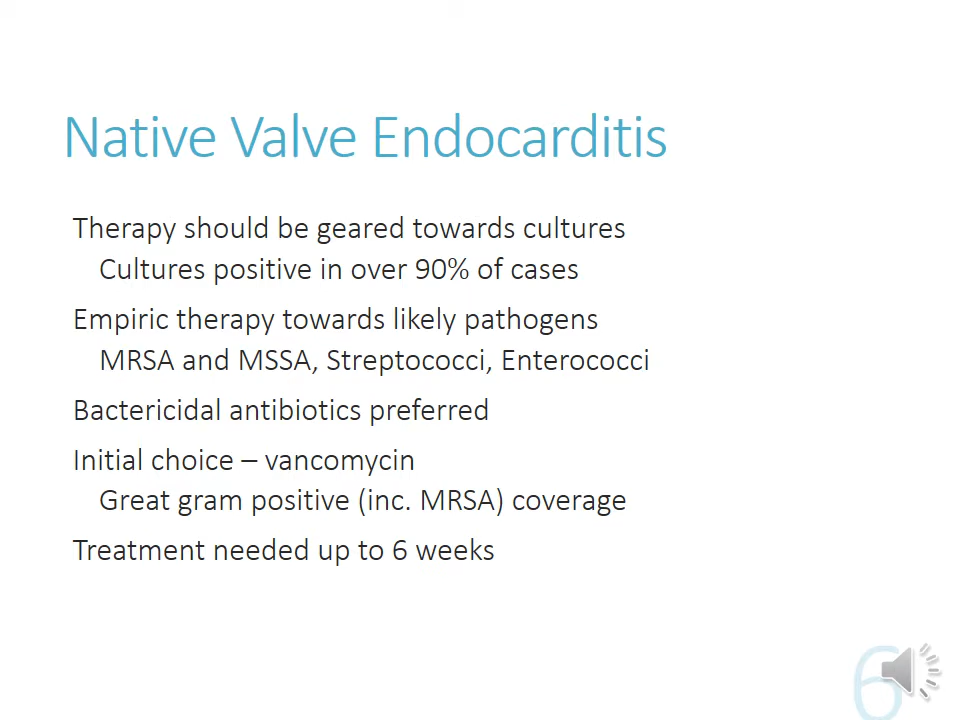 Native Valve Endocarditis
Therapy should be geared towards cultures
Cultures positive in over 90% of cases
Empiric therapy towards likely pathogens
MRSA and MSSA, Streptococci, Enterococci
Bactericidal antibiotics preferred
Initial choice – vancomycin
Great gram positive (inc. MRSA) coverage
Treatment needed up to 6 weeks
6